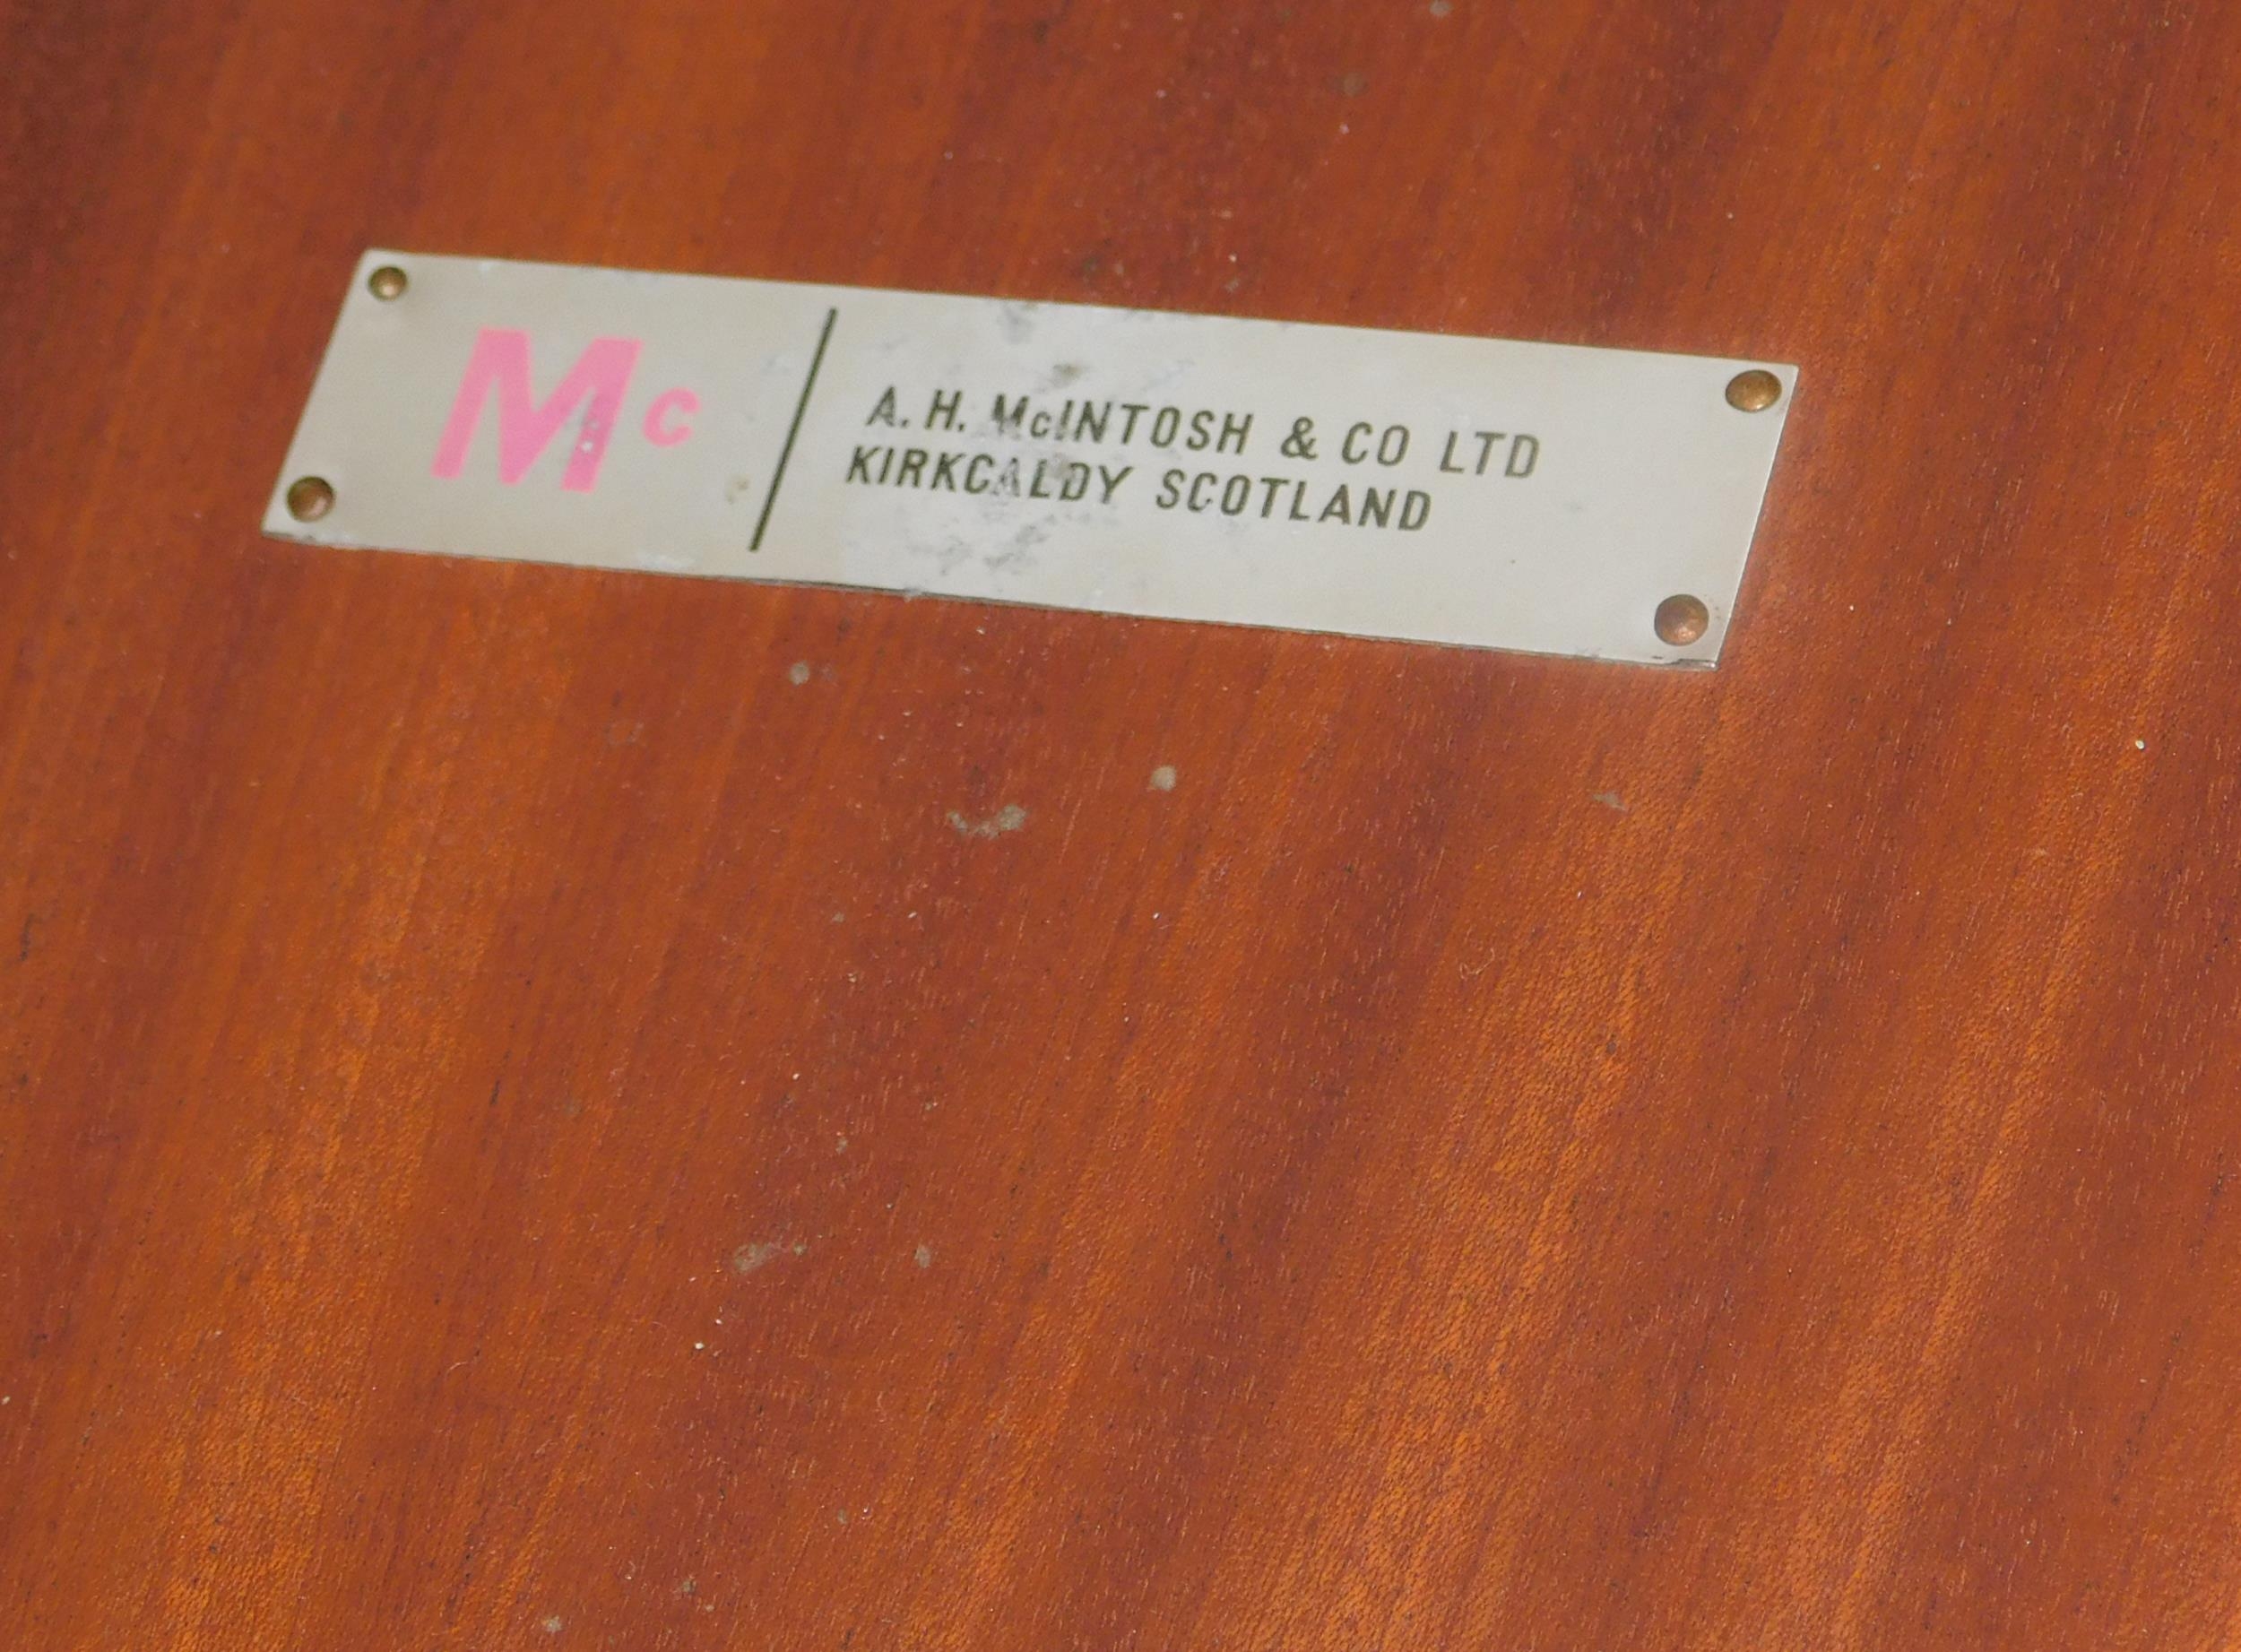 Mc
A. H. McINTOSH & CO LTD
KIRKCALDY SCOTLAND